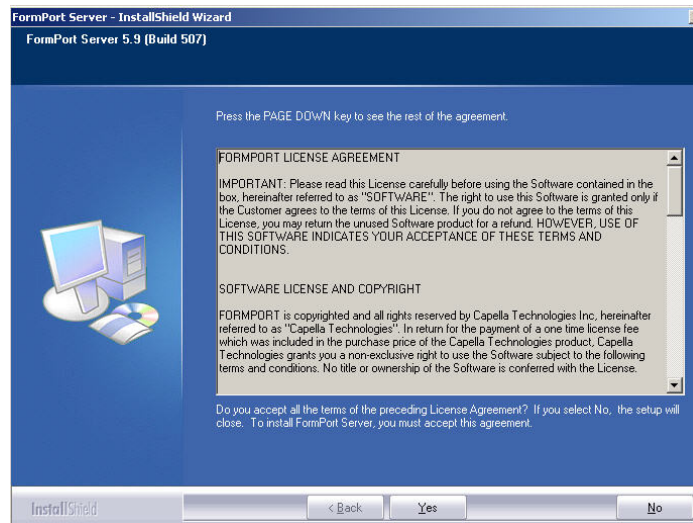 FormPort Server - InstallShield Wizard
FormPort Server 5.9 (Build 507)
Press the PAGE DOWN key to see the rest of the agreement.
FORMPORT LICENSE AGREEMENT
IMPORTANT: Please read this License carefully before using the Software contained in the
box, hereinafter referred to as "SOFTWARE". The right to use this Software is granted only if
the Customer agrees to the terms of this License. If you do not agree to the terms of this
License, you may return the unused Software product for a refund. HOWEVER, USE OF
THIS SOFTWARE INDICATES YOUR ACCEPTANCE OF THESE TERMS AND
CONDITIONS.
SOFTWARE LICENSE AND COPYRIGHT
FORMPORT is copyrighted and all rights reserved by Capella Technologies Inc, hereinafter
referred to as "Capella Technologies". In return for the payment of a one time license fee
which was included in the purchase price of the Capella Technologies product, Capella
Technologies grants you a non-exclusive right to use the Software subject to the following
terms and conditions. No title or ownership of the Software is conferred with the License.
Do you accept all the terms of the preceding License Agreement? If you select No, the setup will
close. To install FormPort Server, you must accept this agreement.
InstallShield
< Back
Yes
No